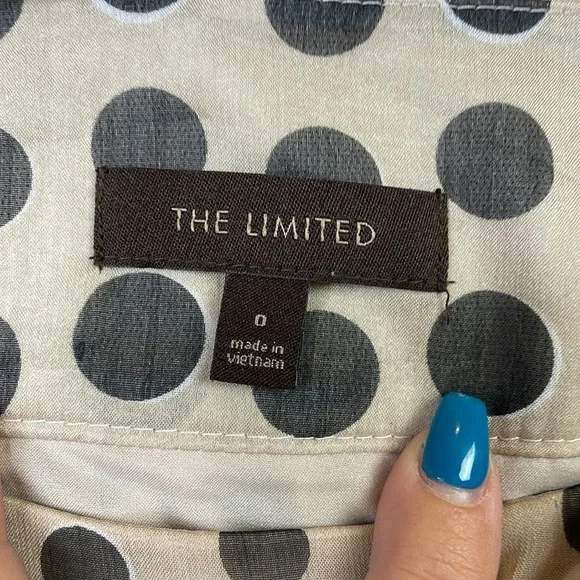 THE LIMITED
0
made in
vietnam